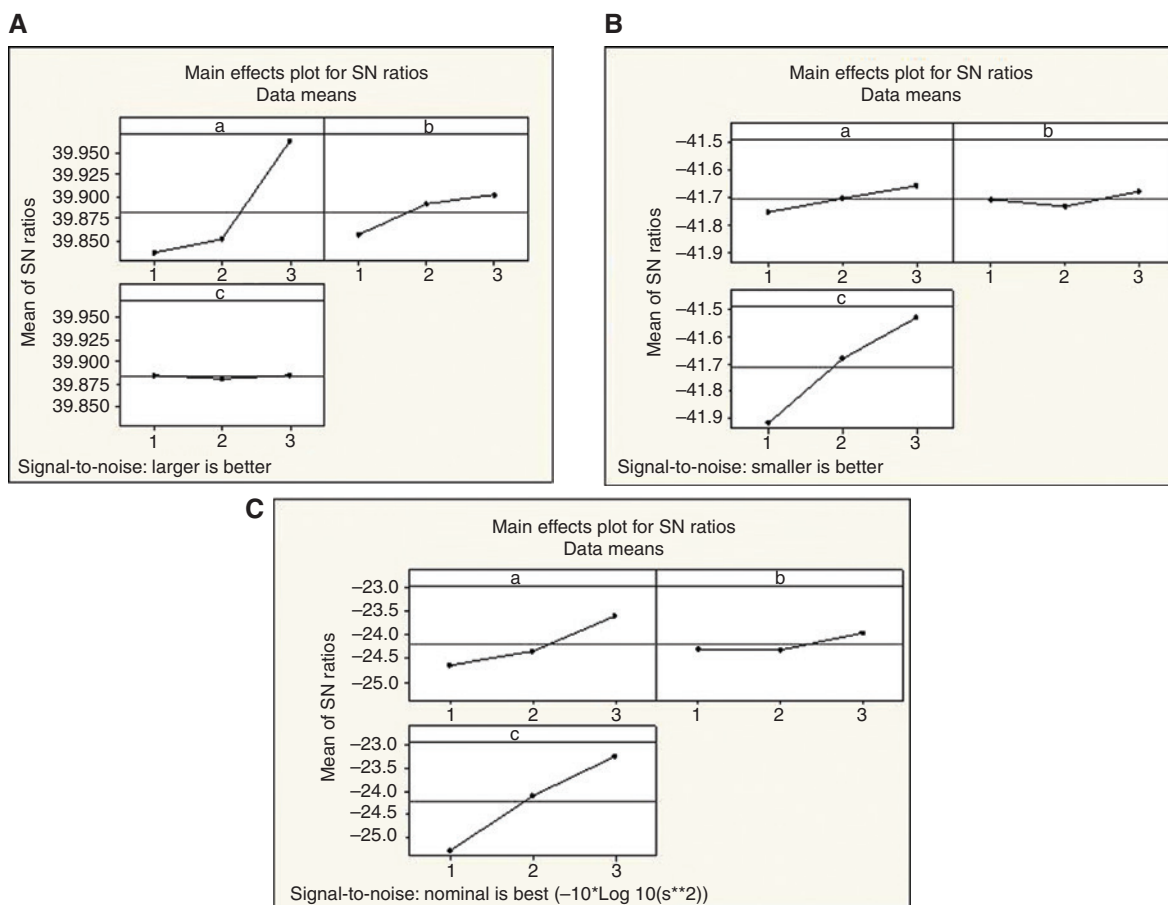 A
Main effects plot for SN ratios
Data means
Mean of SN ratios
a
b
39.950
39.925
39.900
39.875
39.850
1
2
3
1
2
3
c
39.950
39.925
39.900
39.875
39.850
1
2
3
Signal-to-noise: larger is better
B
Main effects plot for SN ratios
Data means
Mean of SN ratios
a
b
–41.5
–41.6
–41.7
–41.8
–41.9
1
2
3
1
2
3
c
–41.5
–41.6
–41.7
–41.8
–41.9
1
2
3
Signal-to-noise: smaller is better
C
Main effects plot for SN ratios
Data means
Mean of SN ratios
a
b
–23.0
–23.5
–24.0
–24.5
–25.0
1
2
3
1
2
3
c
–23.0
–23.5
–24.0
–24.5
–25.0
1
2
3
Signal-to-noise: nominal is best (–10*Log 10(s**2))